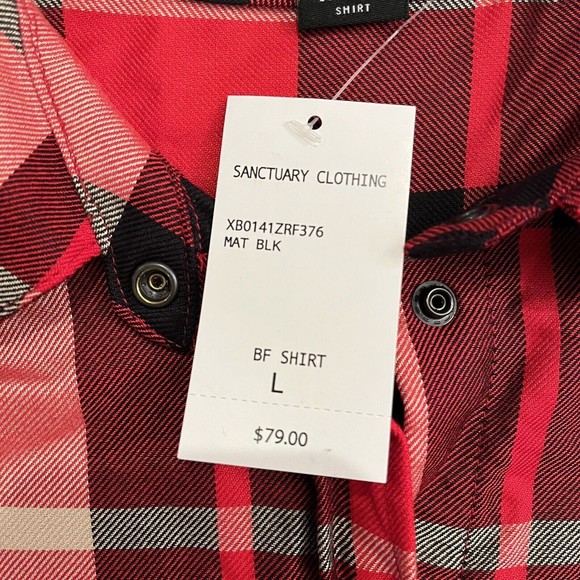 SHIRT
SANCTUARY CLOTHING
XB0141ZRF376
MAT BLK
BF SHIRT
L
$79.00